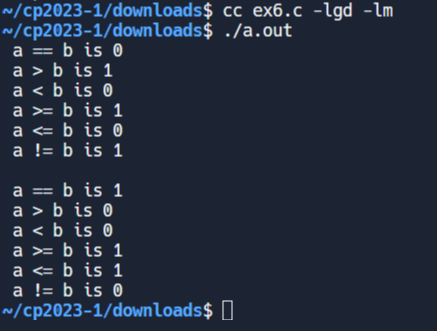 ~/cp2023-1/downloads$ cc ex6.c -lgd -lm
~/cp2023-1/downloads$ ./a.out
a == b is 0
a > b is 1
a < b is 0
a >= b is 1
a <= b is 0
a != b is 1

a == b is 1
a > b is 0
a < b is 0
a >= b is 1
a <= b is 1
a != b is 0
~/cp2023-1/downloads$